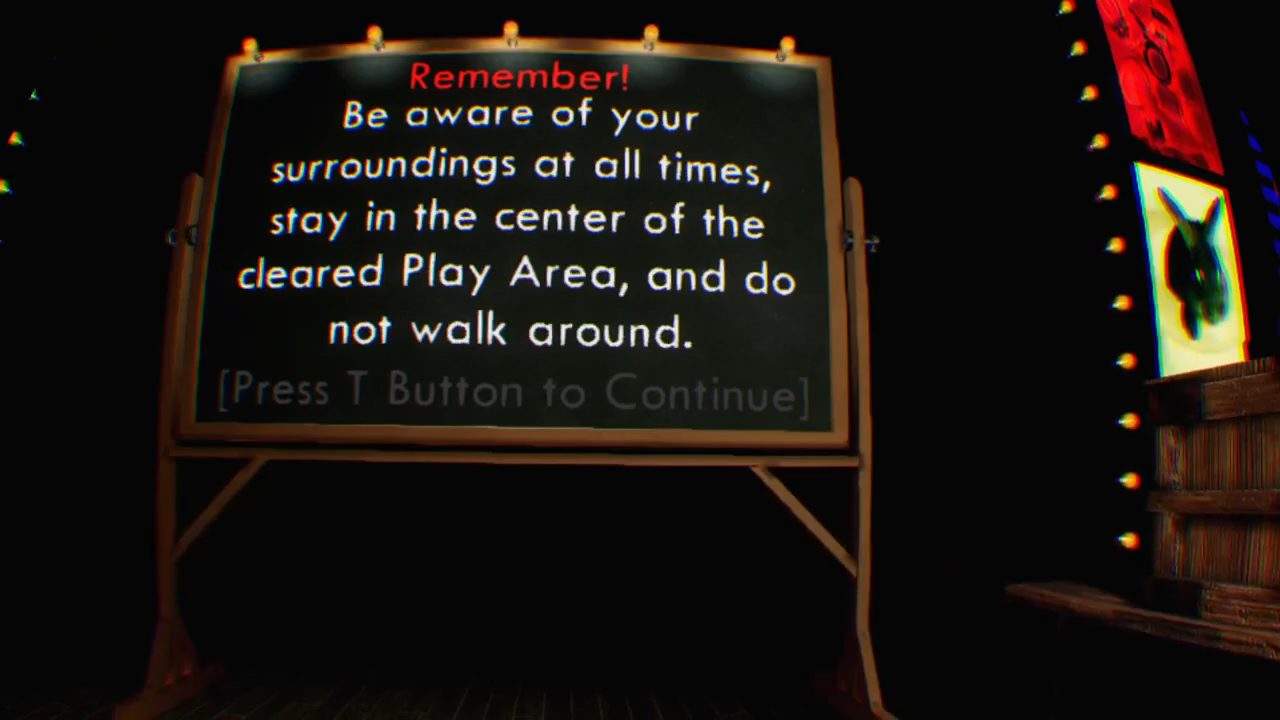 Remember!
Be aware of your
surroundings at all times,
stay in the center of the
cleared Play Area, and do
not walk around.
[Press T Button to Continue]